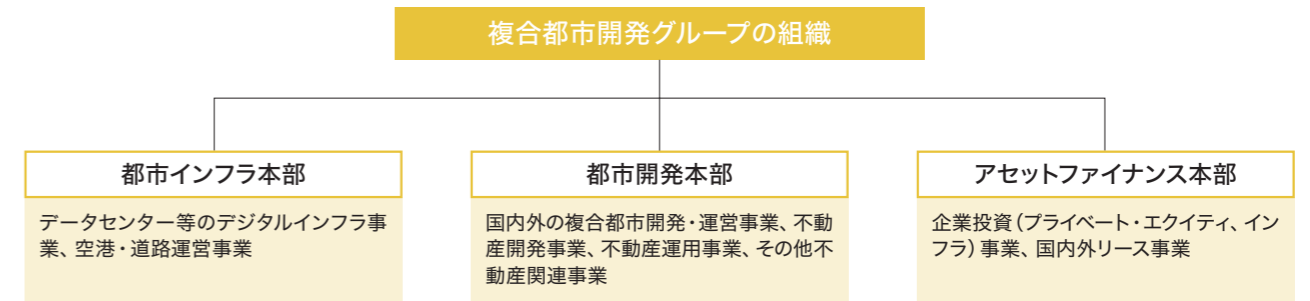 複合都市開発グループの組織
都市インフラ本部
データセンター等のデジタルインフラ事
業、空港・道路運営事業
都市開発本部
国内外の複合都市開発・運営事業、不動
産開発事業、不動産運用事業、その他不
動産関連事業
アセットファイナンス本部
企業投資（プライベート・エクイティ、イン
フラ）事業、国内外リース事業